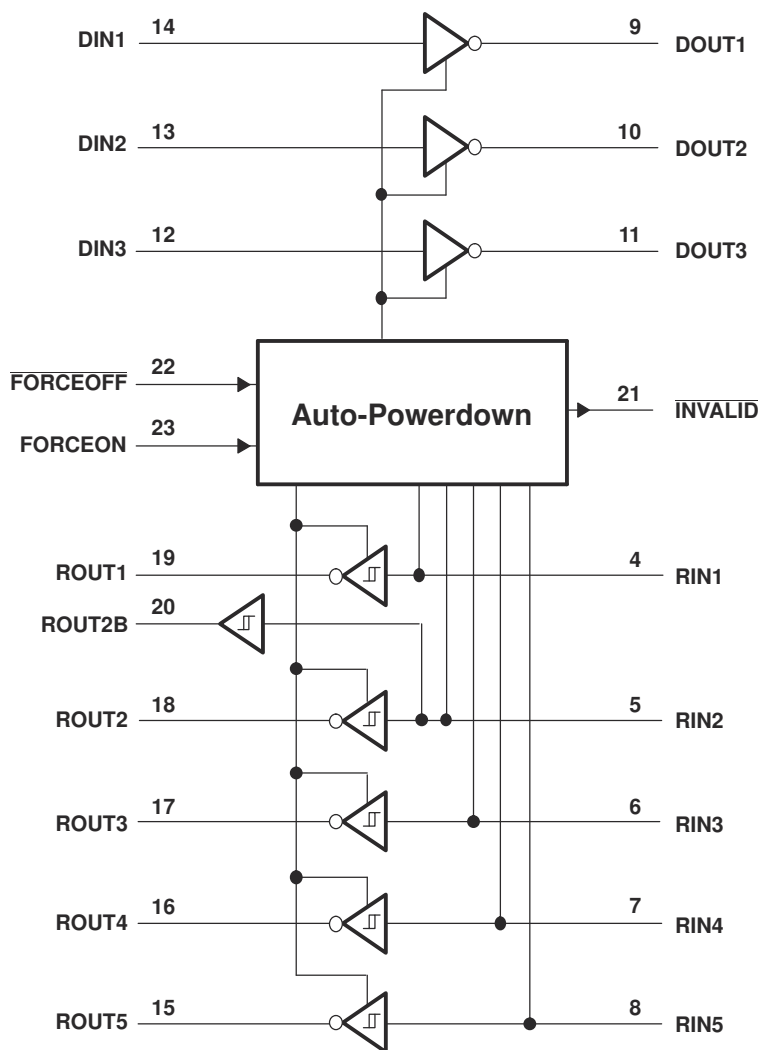 DIN1 14 9 DOUT1
DIN2 13 10 DOUT2
DIN3 12 11 DOUT3
FORCEOFF 22
Auto-Powerdown
21 INVALID
FORCEON 23
ROUT1 19 4 RIN1
ROUT2B 20
ROUT2 18 5 RIN2
ROUT3 17 6 RIN3
ROUT4 16 7 RIN4
ROUT5 15 8 RIN5